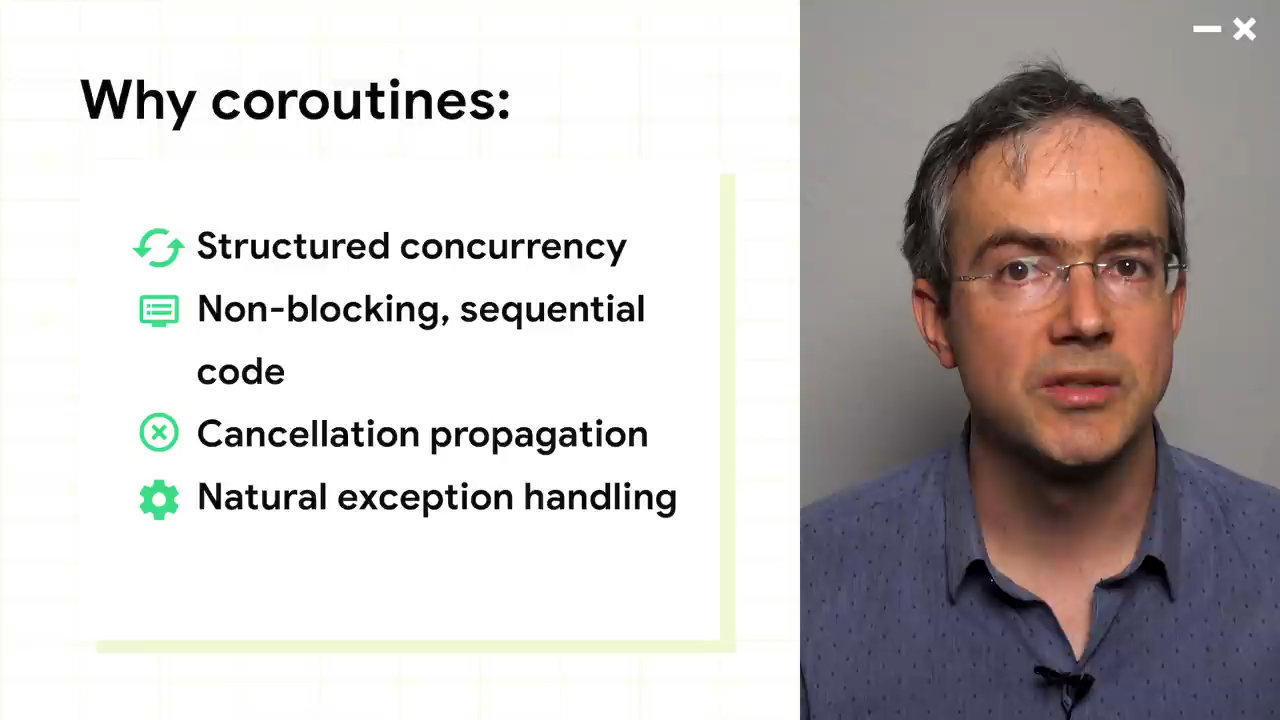 Why coroutines:
Structured concurrency
Non-blocking, sequential
code
Cancellation propagation
Natural exception handling